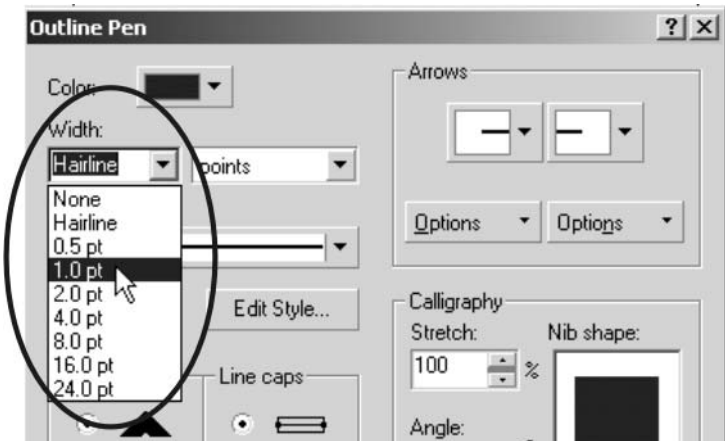 Outline Pen
? ×
Color:
Width:
Hairline
points
None
Hairline
0.5 pt
1.0 pt
2.0 pt
4.0 pt
8.0 pt
16.0 pt
24.0 pt
Edit Style...
Line caps
Arrows
Options
Options
Calligraphy
Stretch:
100 %
Nib shape:
Angle: